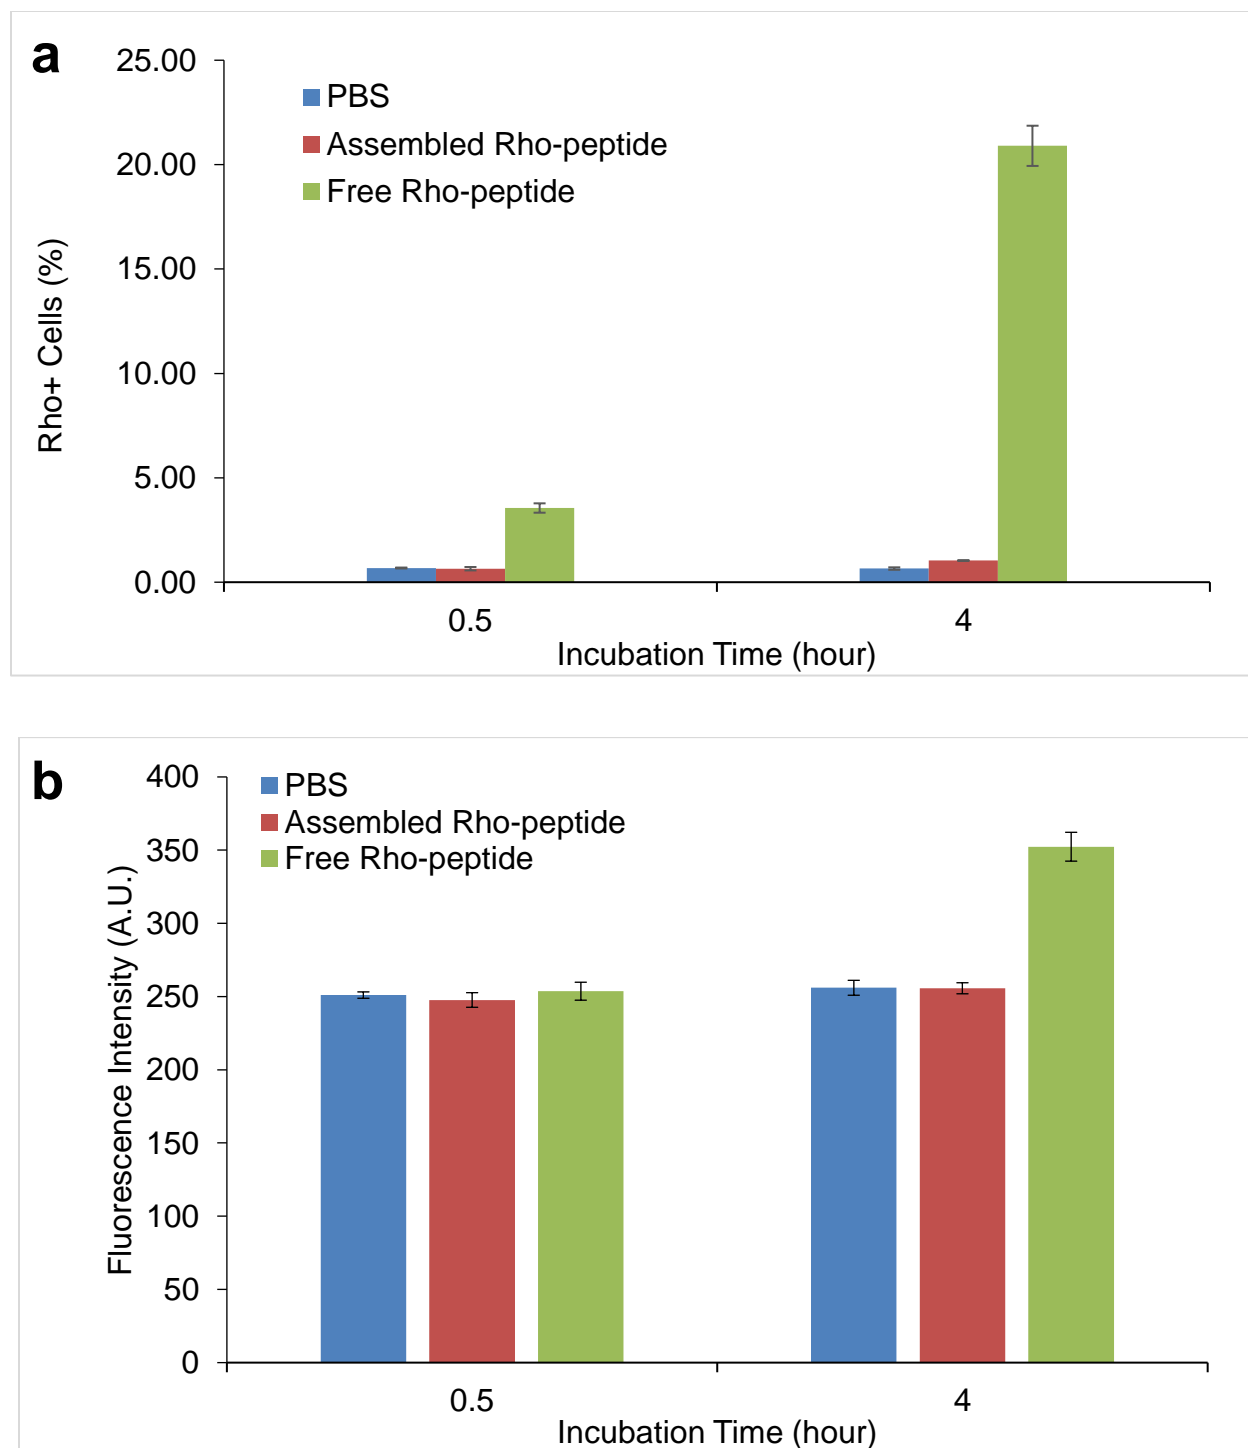 a
25.00
20.00
15.00
10.00
5.00
0.00
Rho+ Cells (%)
PBS
Assembled Rho-peptide
Free Rho-peptide
0.5
4
Incubation Time (hour)
b
400
350
300
250
200
150
100
50
0
Fluorescence Intensity (A.U.)
PBS
Assembled Rho-peptide
Free Rho-peptide
0.5
4
Incubation Time (hour)